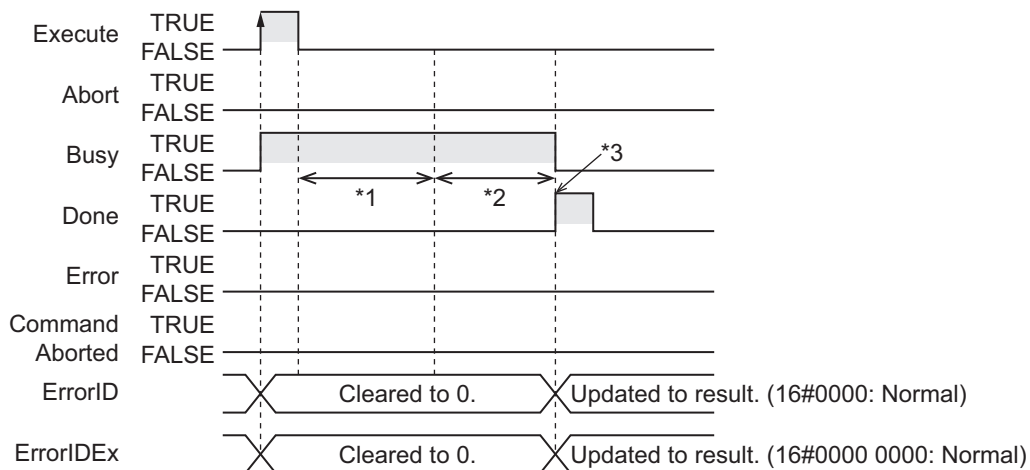 Execute TRUE
FALSE
Abort TRUE
FALSE
Busy TRUE
FALSE
*3
*1 *2
Done TRUE
FALSE
Error TRUE
FALSE
Command TRUE
Aborted FALSE
ErrorID Cleared to 0. Updated to result. (16#0000: Normal)
ErrorIDEx Cleared to 0. Updated to result. (16#0000 0000: Normal)